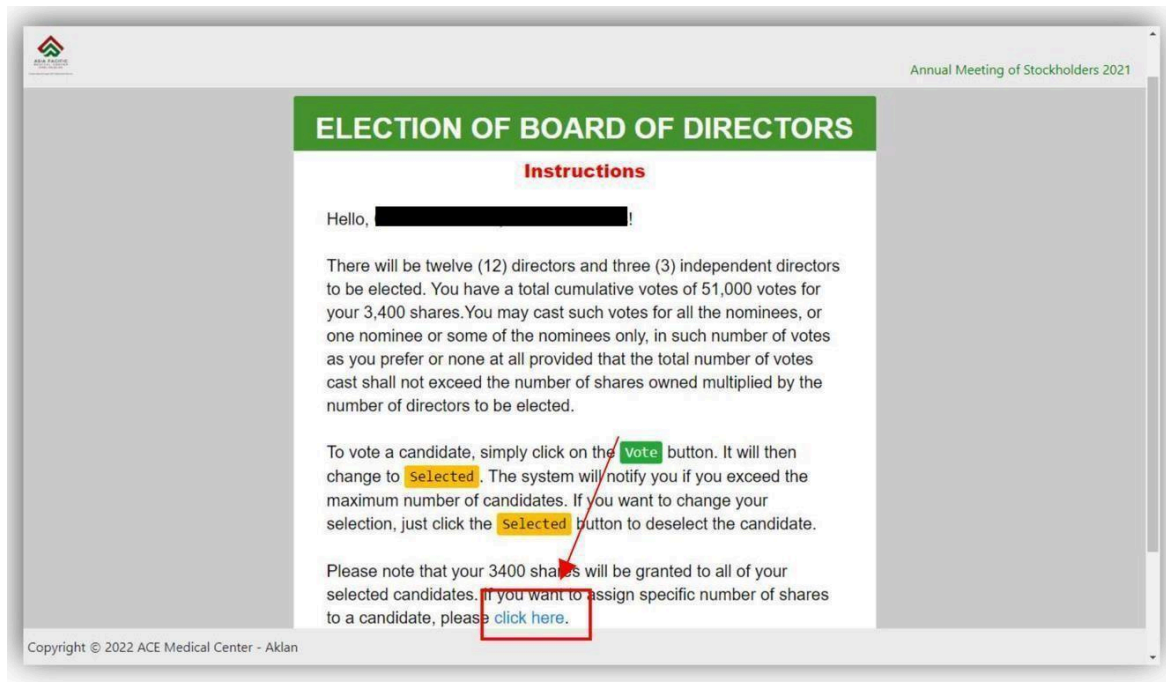 ASIA PACIFIC
Annual Meeting of Stockholders 2021
ELECTION OF BOARD OF DIRECTORS
Instructions
Hello, !
There will be twelve (12) directors and three (3) independent directors
to be elected. You have a total cumulative votes of 51,000 votes for
your 3,400 shares.You may cast such votes for all the nominees, or
one nominee or some of the nominees only, in such number of votes
as you prefer or none at all provided that the total number of votes
cast shall not exceed the number of shares owned multiplied by the
number of directors to be elected.
To vote a candidate, simply click on the Vote button. It will then
change to Selected. The system will notify you if you exceed the
maximum number of candidates. If you want to change your
selection, just click the Selected button to deselect the candidate.
Please note that your 3400 shares will be granted to all of your
selected candidates. If you want to assign specific number of shares
to a candidate, please click here.
Copyright © 2022 ACE Medical Center - Aklan